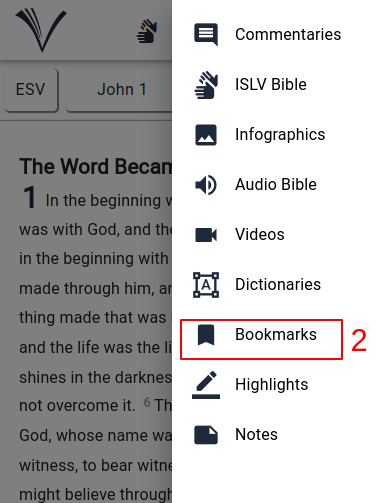 ESV
John 1
The Word Becam
1 In the beginning w
was with God, and the
in the beginning with
made through him, an
thing made that was
and the life was the li
shines in the darknes
not overcome it. 6 Th
God, whose name wa
witness, to bear witne
might believe through
Commentaries
ISLV Bible
Infographics
Audio Bible
Videos
A Dictionaries
Bookmarks 2
Highlights
Notes